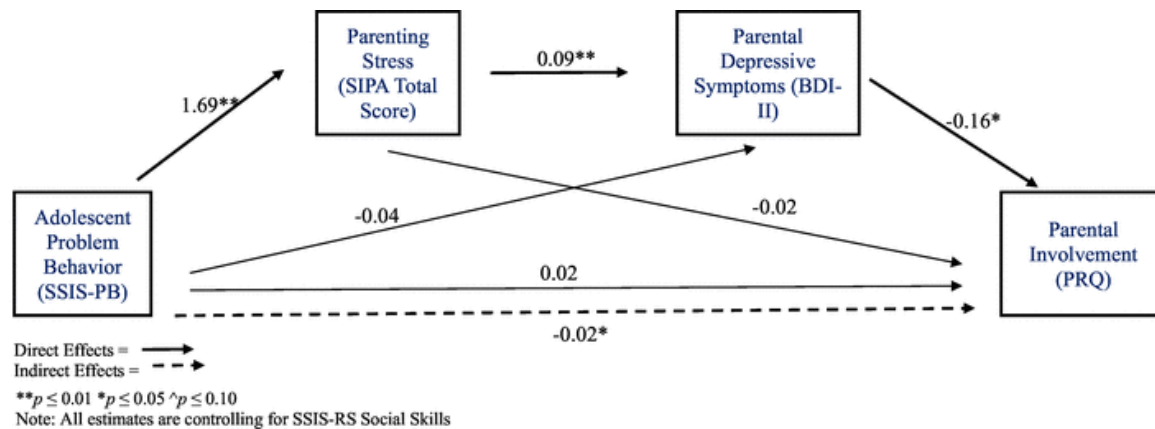 Parenting
Stress
(SIPA Total
Score)
0.09**
Parental
Depressive
Symptoms (BDI-
II)
1.69**
-0.16*
Adolescent
Problem
Behavior
(SSIS-PB)
-0.04
-0.02
Parental
Involvement
(PRQ)
0.02
-0.02*
Direct Effects =
Indirect Effects =
**p ≤ 0.01 *p ≤ 0.05 ^p ≤ 0.10
Note: All estimates are controlling for SSIS-RS Social Skills